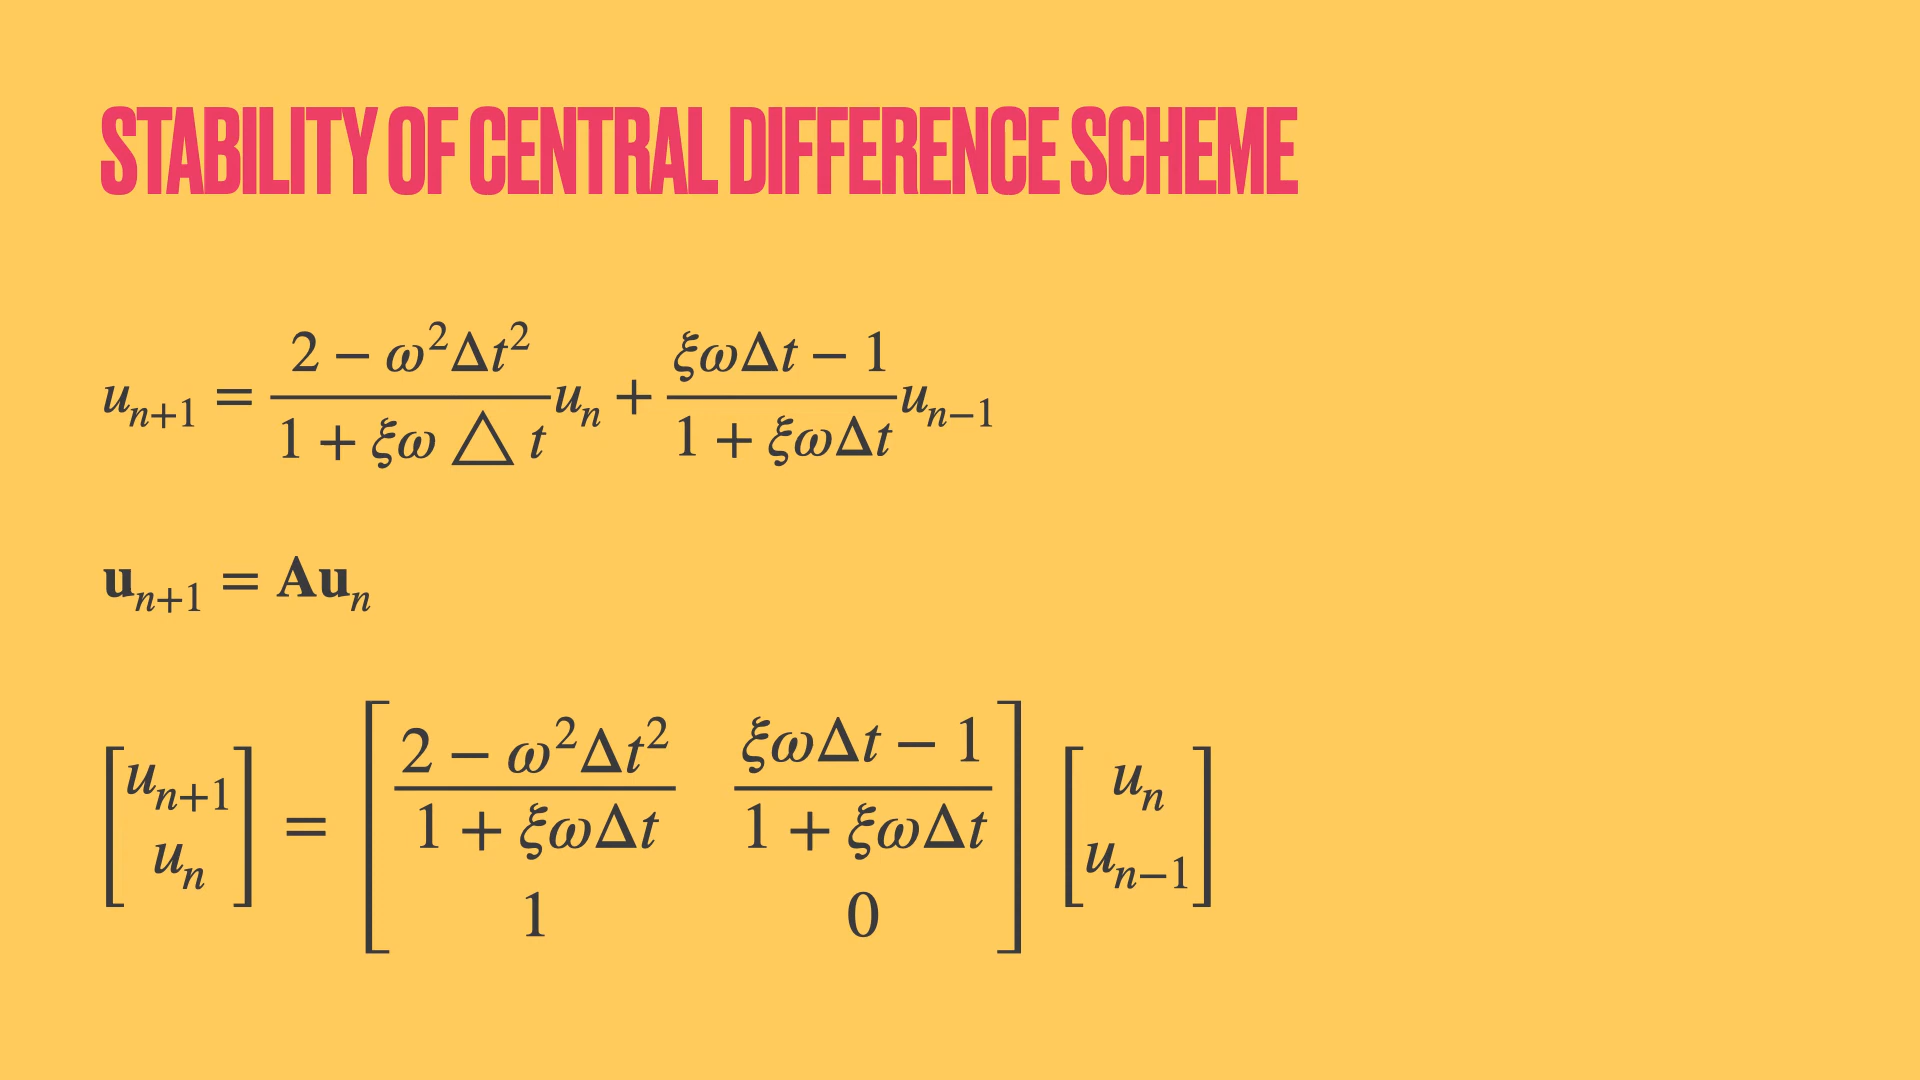 STABILITY OF CENTRAL DIFFERENCE SCHEME
$u_{n+1} = \frac{2 - \omega^2 \Delta t^2}{1 + \xi\omega \triangle t} u_n + \frac{\xi\omega\Delta t - 1}{1 + \xi\omega\Delta t} u_{n-1}$
$\mathbf{u}_{n+1} = \mathbf{A}\mathbf{u}_n$
$\begin{bmatrix} u_{n+1} \\ u_n \end{bmatrix} = \begin{bmatrix} \frac{2 - \omega^2 \Delta t^2}{1 + \xi\omega\Delta t} & \frac{\xi\omega\Delta t - 1}{1 + \xi\omega\Delta t} \\ 1 & 0 \end{bmatrix} \begin{bmatrix} u_n \\ u_{n-1} \end{bmatrix}$